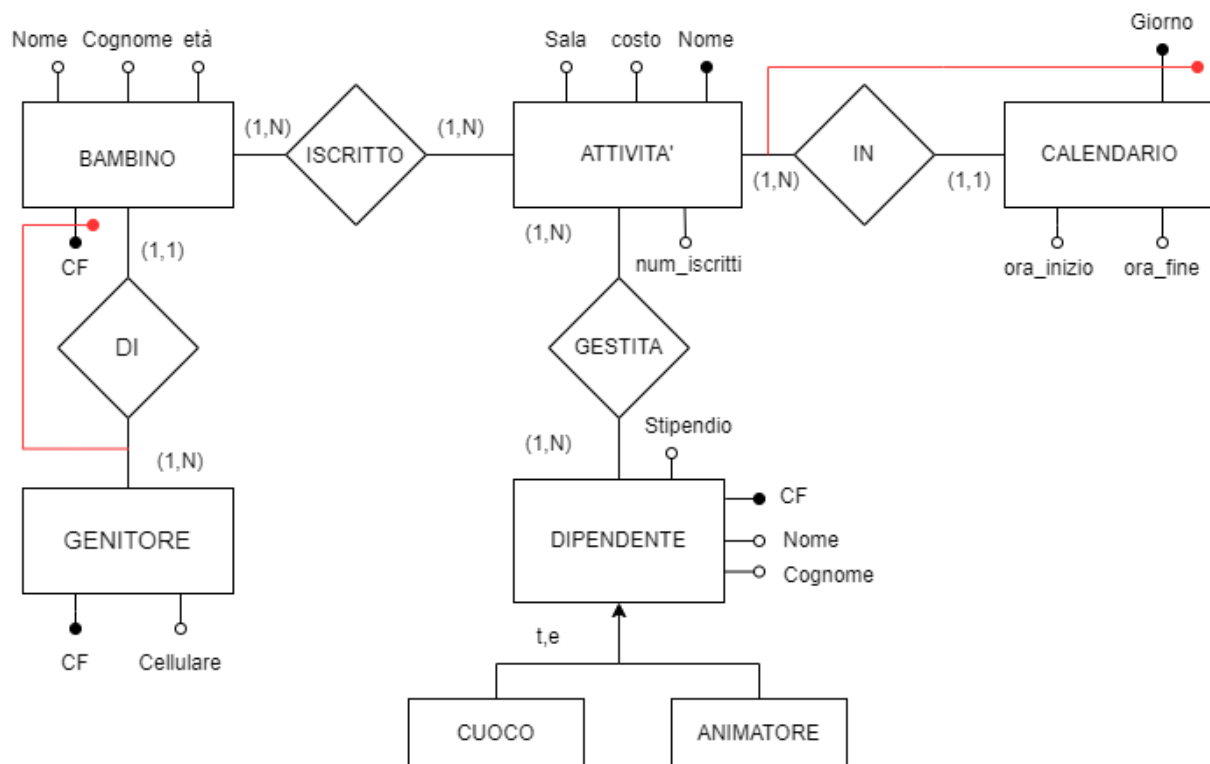 Giorno
Nome Cognome età
Sala costo Nome
(1,N)
(1,N)
BAMBINO
ISCRITTO
ATTIVITA'
IN
CALENDARIO
(1,N)
(1,1)
(1,1)
(1,N)
CF
num_iscritti
ora_inizio
ora_fine
DI
GESTITA
Stipendio
(1,N)
(1,N)
CF
GENITORE
DIPENDENTE
Nome
Cognome
t,e
CF
Cellulare
CUOCO
ANIMATORE